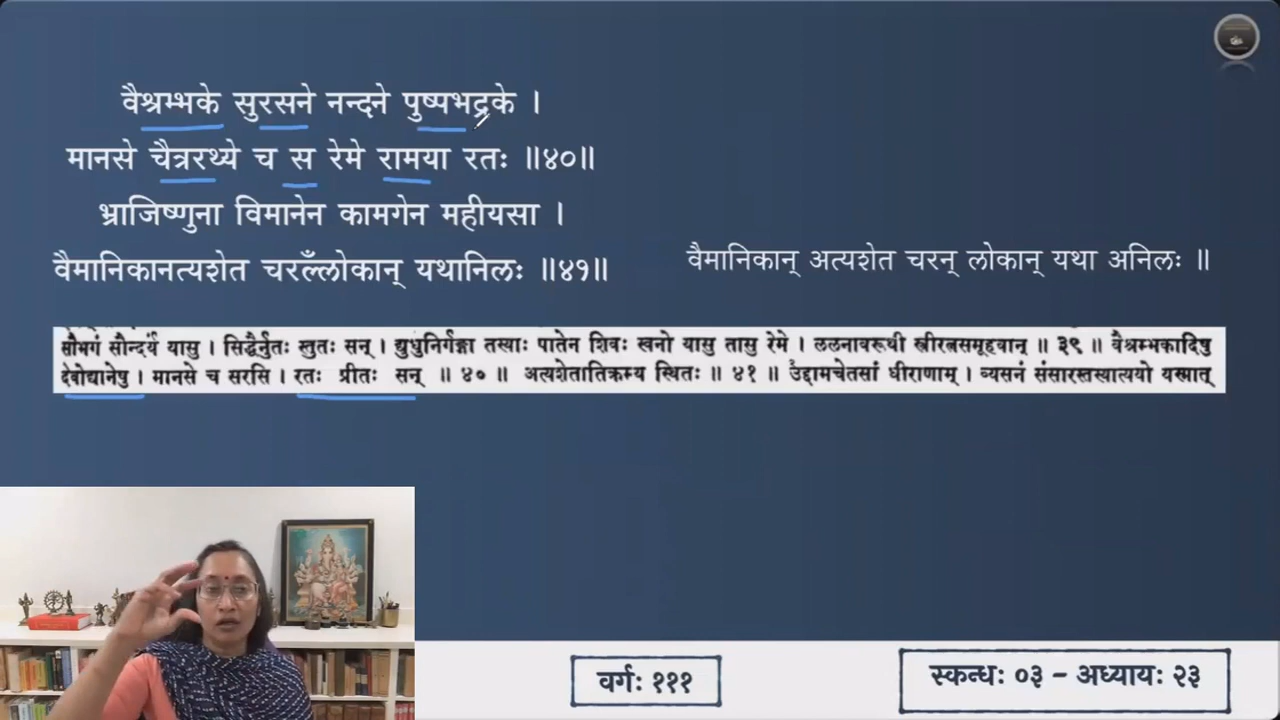 वैश्रम्भके सुरसने नन्दने पुष्पभद्रके ।
मानसे चैत्ररथ्ये च स रेमे रामया रतः ॥४०॥
भ्राजिष्णुना विमानेन कामगेन महीयसा ।
वैमानिकानत्यशेत चरल्ँलोकान् यथानिलः ॥४१॥
वैमानिकान् अत्यशेत चरन् लोकान् यथा अनिलः ॥
सौभगं सौन्दर्यं यासु । सिद्धैर्नुतः स्तुतः सन् । द्युधुनिर्गङ्गा तस्याः पातेन शिवः स्वनो यासु तासु रेमे । ललनावरूथी स्त्रीरत्नसमूहवान् ॥ ३९ ॥ वैश्रम्भकादिषु
देवोद्यानेषु । मानसे च सरसि । रतः प्रीतः सन् ॥ ४० ॥ अत्यशेतातिक्रम्य स्थितः ॥ ४१ ॥ उद्दामचेतसां धीराणाम् । व्यसनं संसारस्तस्यात्ययो यस्मात्
वर्गः १११
स्कन्धः ०३ - अध्यायः २३